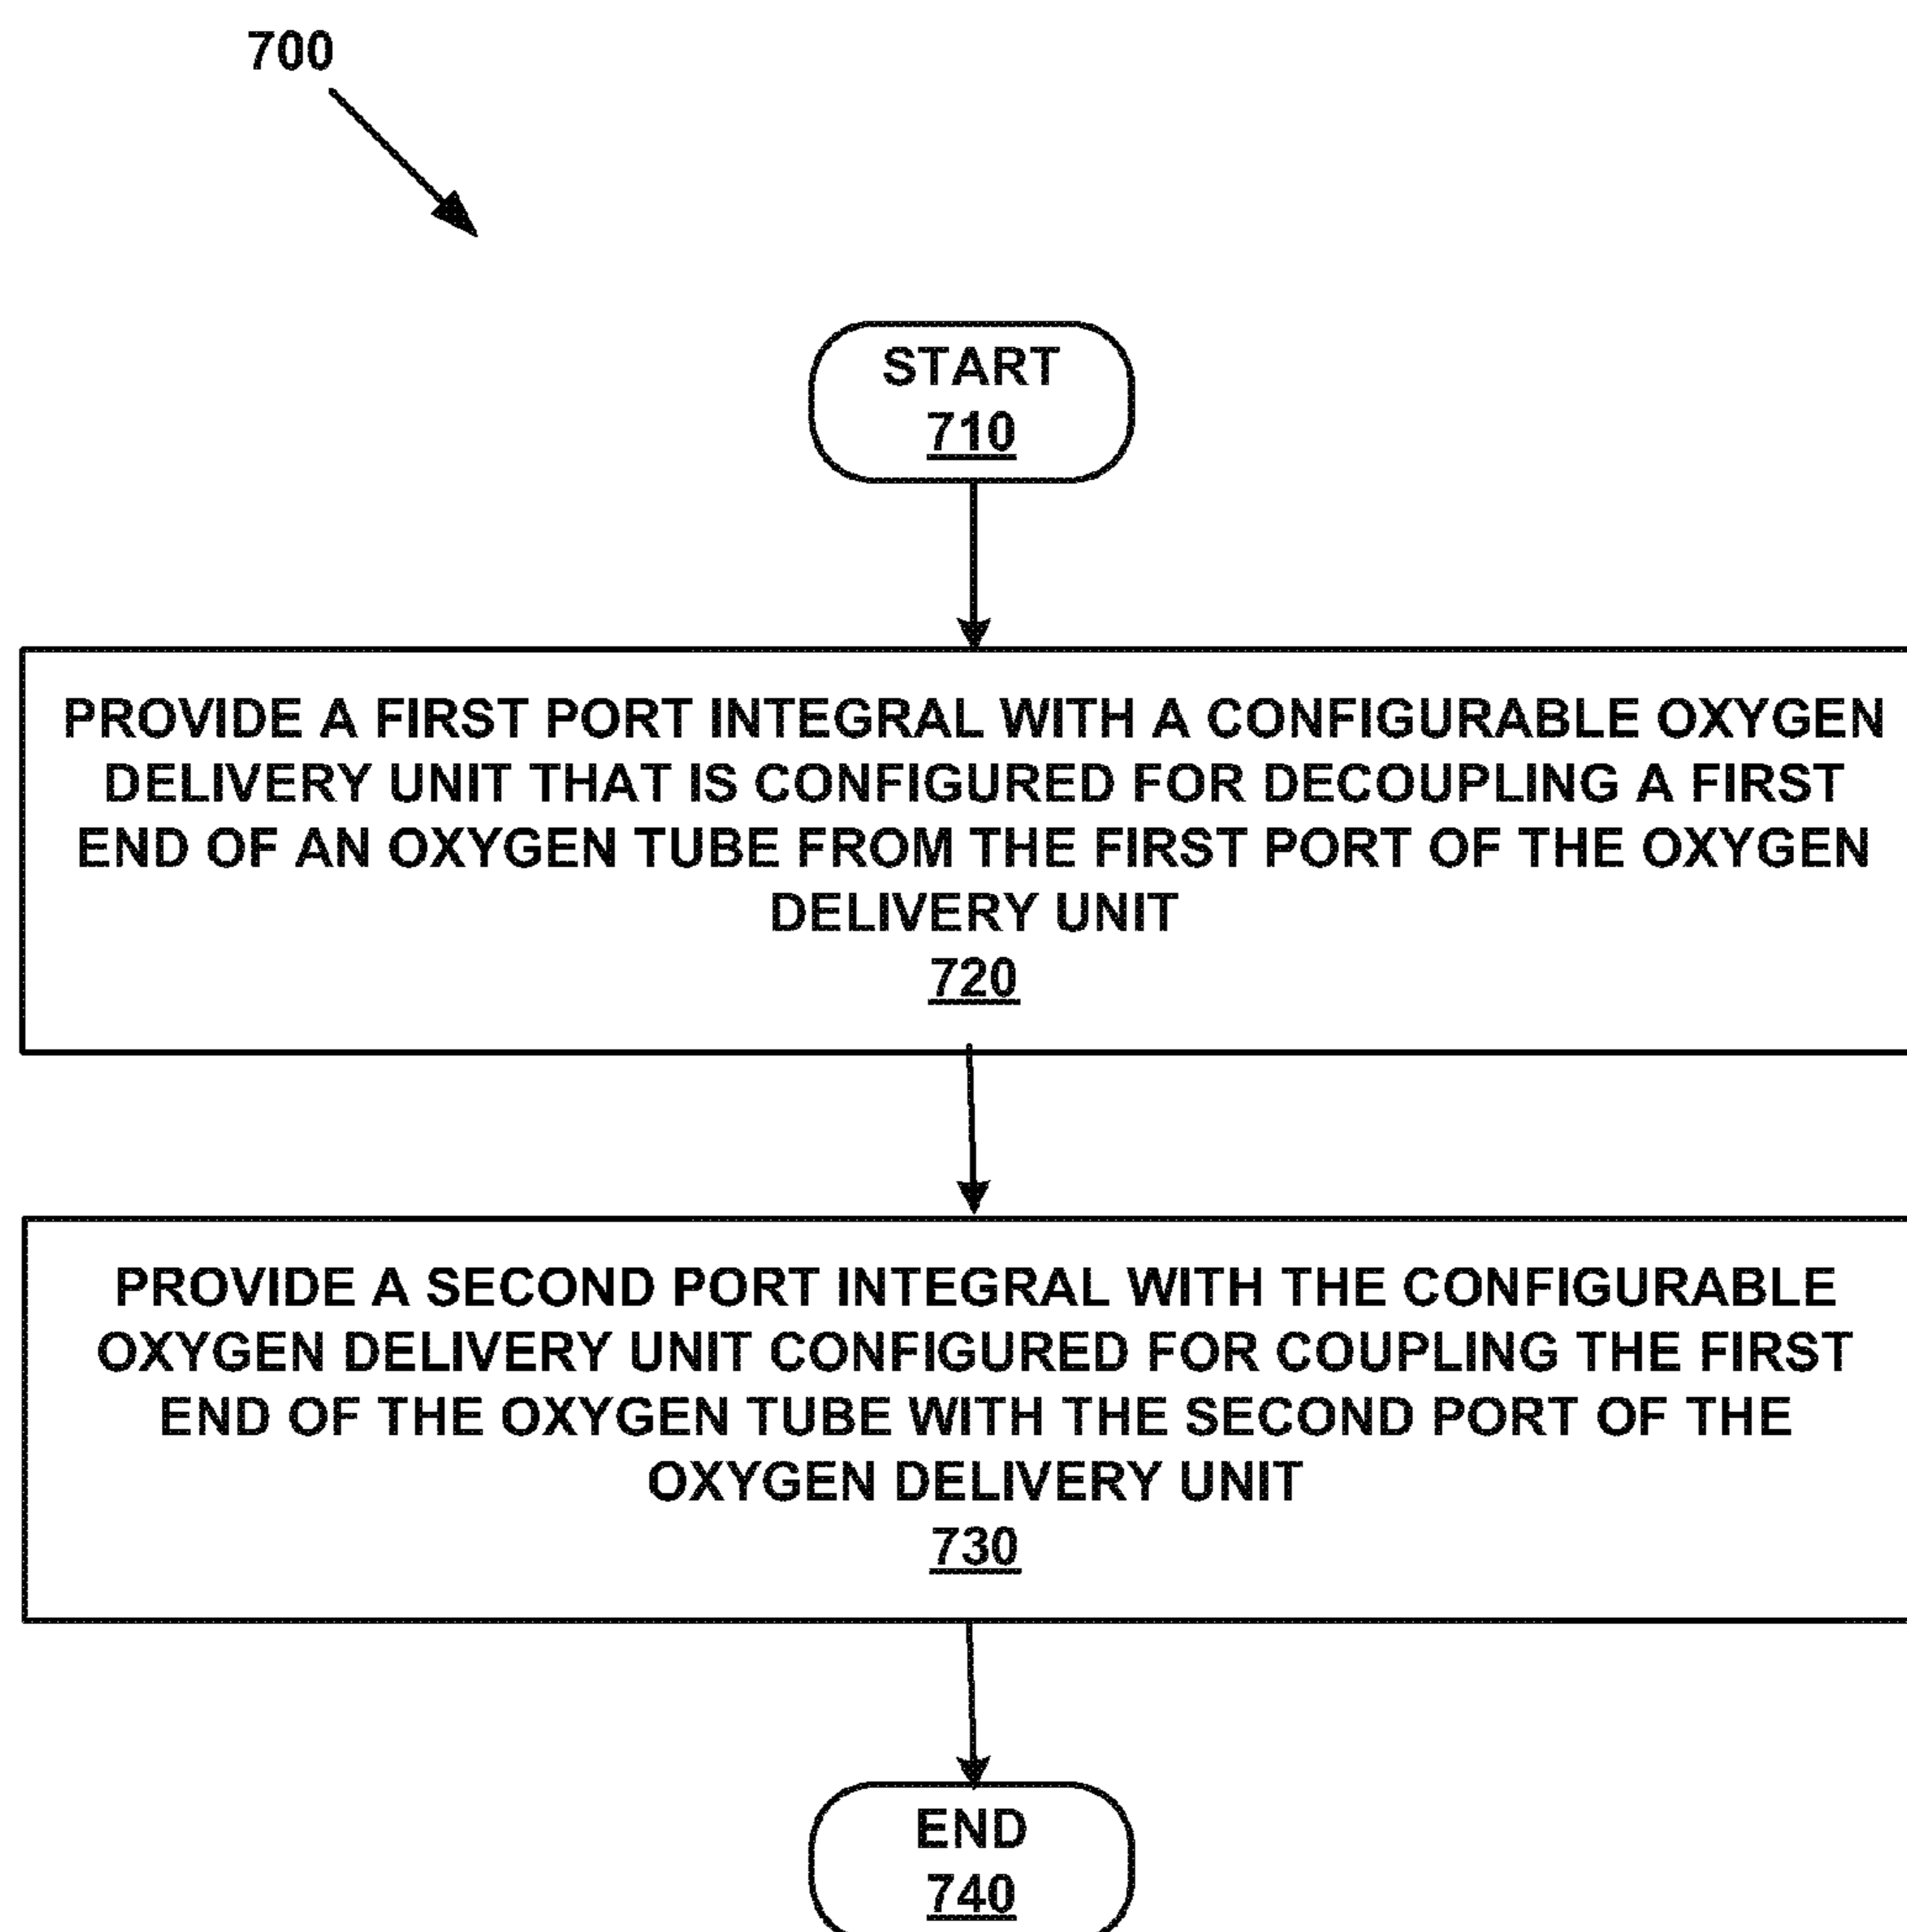 700
START
710
PROVIDE A FIRST PORT INTEGRAL WITH A CONFIGURABLE OXYGEN
DELIVERY UNIT THAT IS CONFIGURED FOR DECOUPLING A FIRST
END OF AN OXYGEN TUBE FROM THE FIRST PORT OF THE OXYGEN
DELIVERY UNIT
720
PROVIDE A SECOND PORT INTEGRAL WITH THE CONFIGURABLE
OXYGEN DELIVERY UNIT CONFIGURED FOR COUPLING THE FIRST
END OF THE OXYGEN TUBE WITH THE SECOND PORT OF THE
OXYGEN DELIVERY UNIT
730
END
740